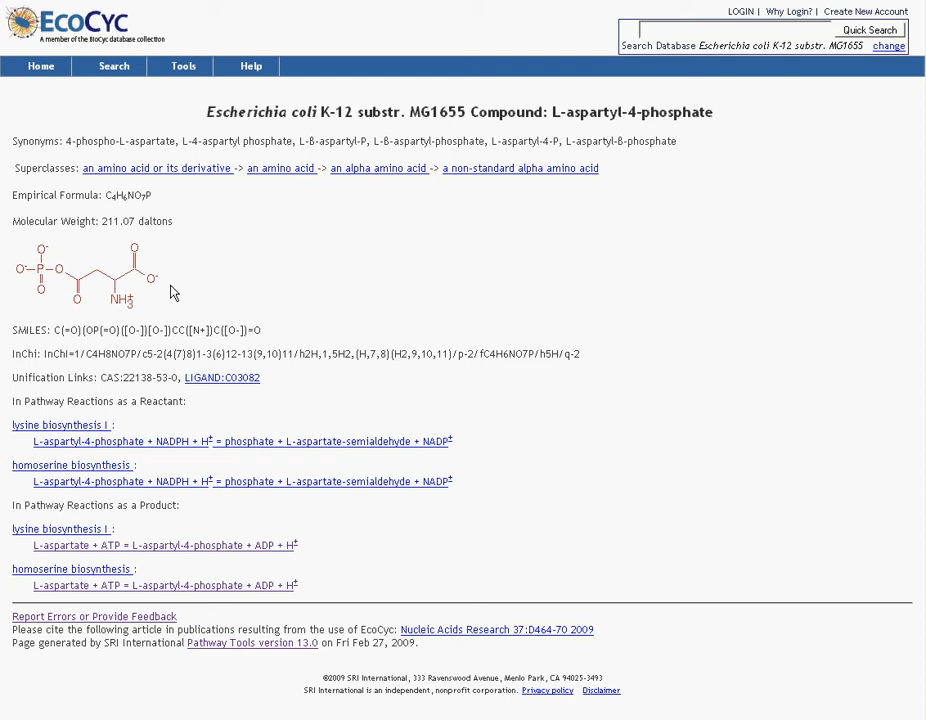 LOGIN | Why Login? | Create New Account
EcoCyc
A member of the BioCyc database collection
Quick Search
Search Database Escherichia coli K-12 substr. MG1655 change
Home Search Tools Help
Escherichia coli K-12 substr. MG1655 Compound: L-aspartyl-4-phosphate
Synonyms: 4-phospho-L-aspartate, L-4-aspartyl phosphate, L-β-aspartyl-P, L-β-aspartyl-phosphate, L-aspartyl-4-P, L-aspartyl-β-phosphate
Superclasses: an amino acid or its derivative -> an amino acid -> an alpha amino acid -> a non-standard alpha amino acid
Empirical Formula: C₄H₆NO₇P
Molecular Weight: 211.07 daltons
O⁻ O
O⁻ P O O⁻
O O NH₃⁺
SMILES: C(=O)(OP(=O)([O-])[O-])CC([N+])C([O-])=O
InChi: InChI=1/C4H8NO7P/c5-2(4(7)8)1-3(6)12-13(9,10)11/h2H,1,5H2,(H,7,8)(H2,9,10,11)/p-2/fC4H6NO7P/h5H/q-2
Unification Links: CAS:22138-53-0, LIGAND:C03082
In Pathway Reactions as a Reactant:
lysine biosynthesis I :
L-aspartyl-4-phosphate + NADPH + H⁺ = phosphate + L-aspartate-semialdehyde + NADP⁺
homoserine biosynthesis :
L-aspartyl-4-phosphate + NADPH + H⁺ = phosphate + L-aspartate-semialdehyde + NADP⁺
In Pathway Reactions as a Product:
lysine biosynthesis I :
L-aspartate + ATP = L-aspartyl-4-phosphate + ADP + H⁺
homoserine biosynthesis :
L-aspartate + ATP = L-aspartyl-4-phosphate + ADP + H⁺
Report Errors or Provide Feedback
Please cite the following article in publications resulting from the use of EcoCyc: Nucleic Acids Research 37:D464-70 2009
Page generated by SRI International Pathway Tools version 13.0 on Fri Feb 27, 2009.
©2009 SRI International, 333 Ravenswood Avenue, Menlo Park, CA 94025-3493
SRI International is an independent, nonprofit corporation. Privacy policy Disclaimer